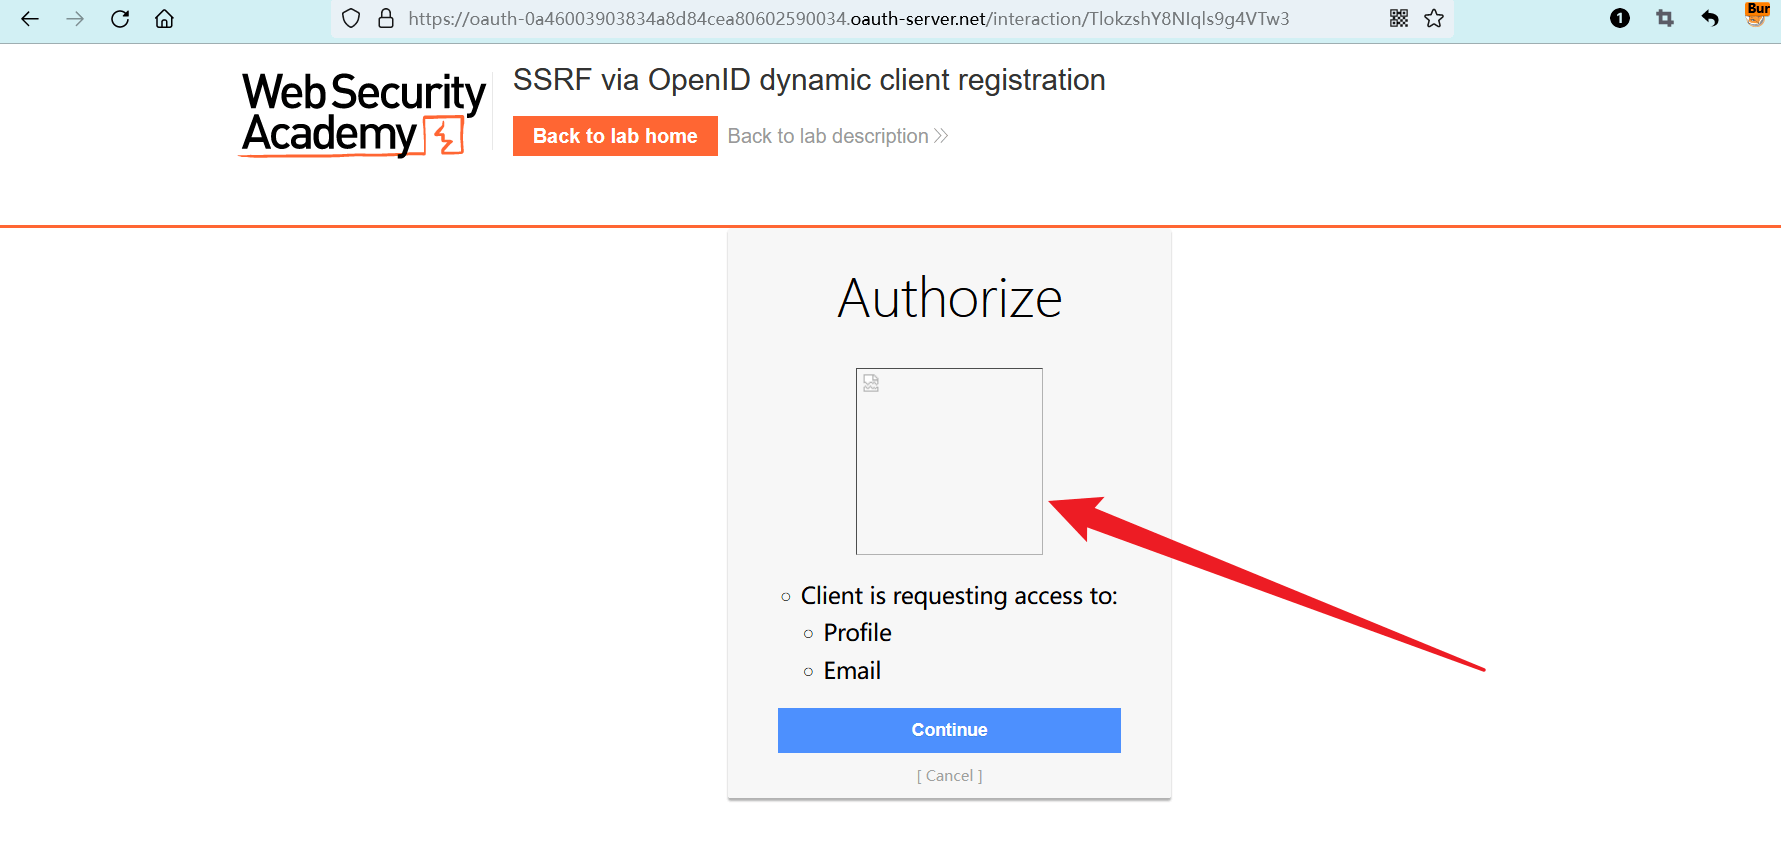 https://oauth-0a46003903834a8d84cea80602590034.oauth-server.net/interaction/TlokzshY8NIqls9g4VTw3
1
Bur
Web Security
Academy
SSRF via OpenID dynamic client registration
Back to lab home
Back to lab description
Authorize
Client is requesting access to:
Profile
Email
Continue
[ Cancel ]